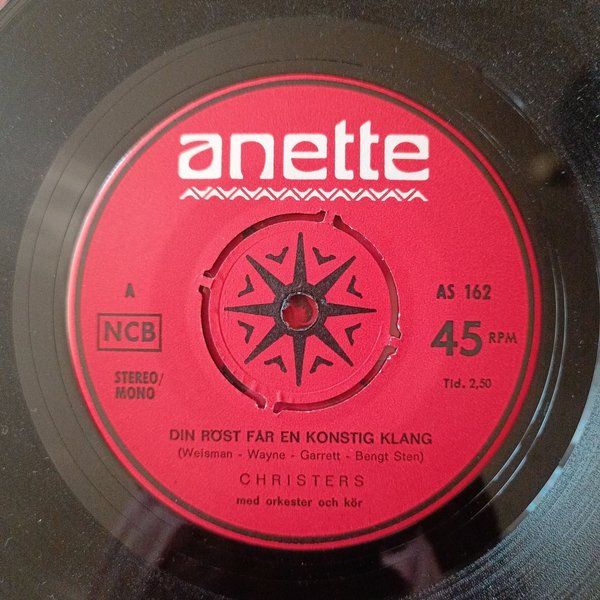 anette
A
AS 162
NCB
45 RPM
STEREO/
MONO
Tid. 2,50
DIN RÖST FÅR EN KONSTIG KLANG
(Weisman - Wayne - Garrett - Bengt Sten)
CHRISTERS
med orkester och kör